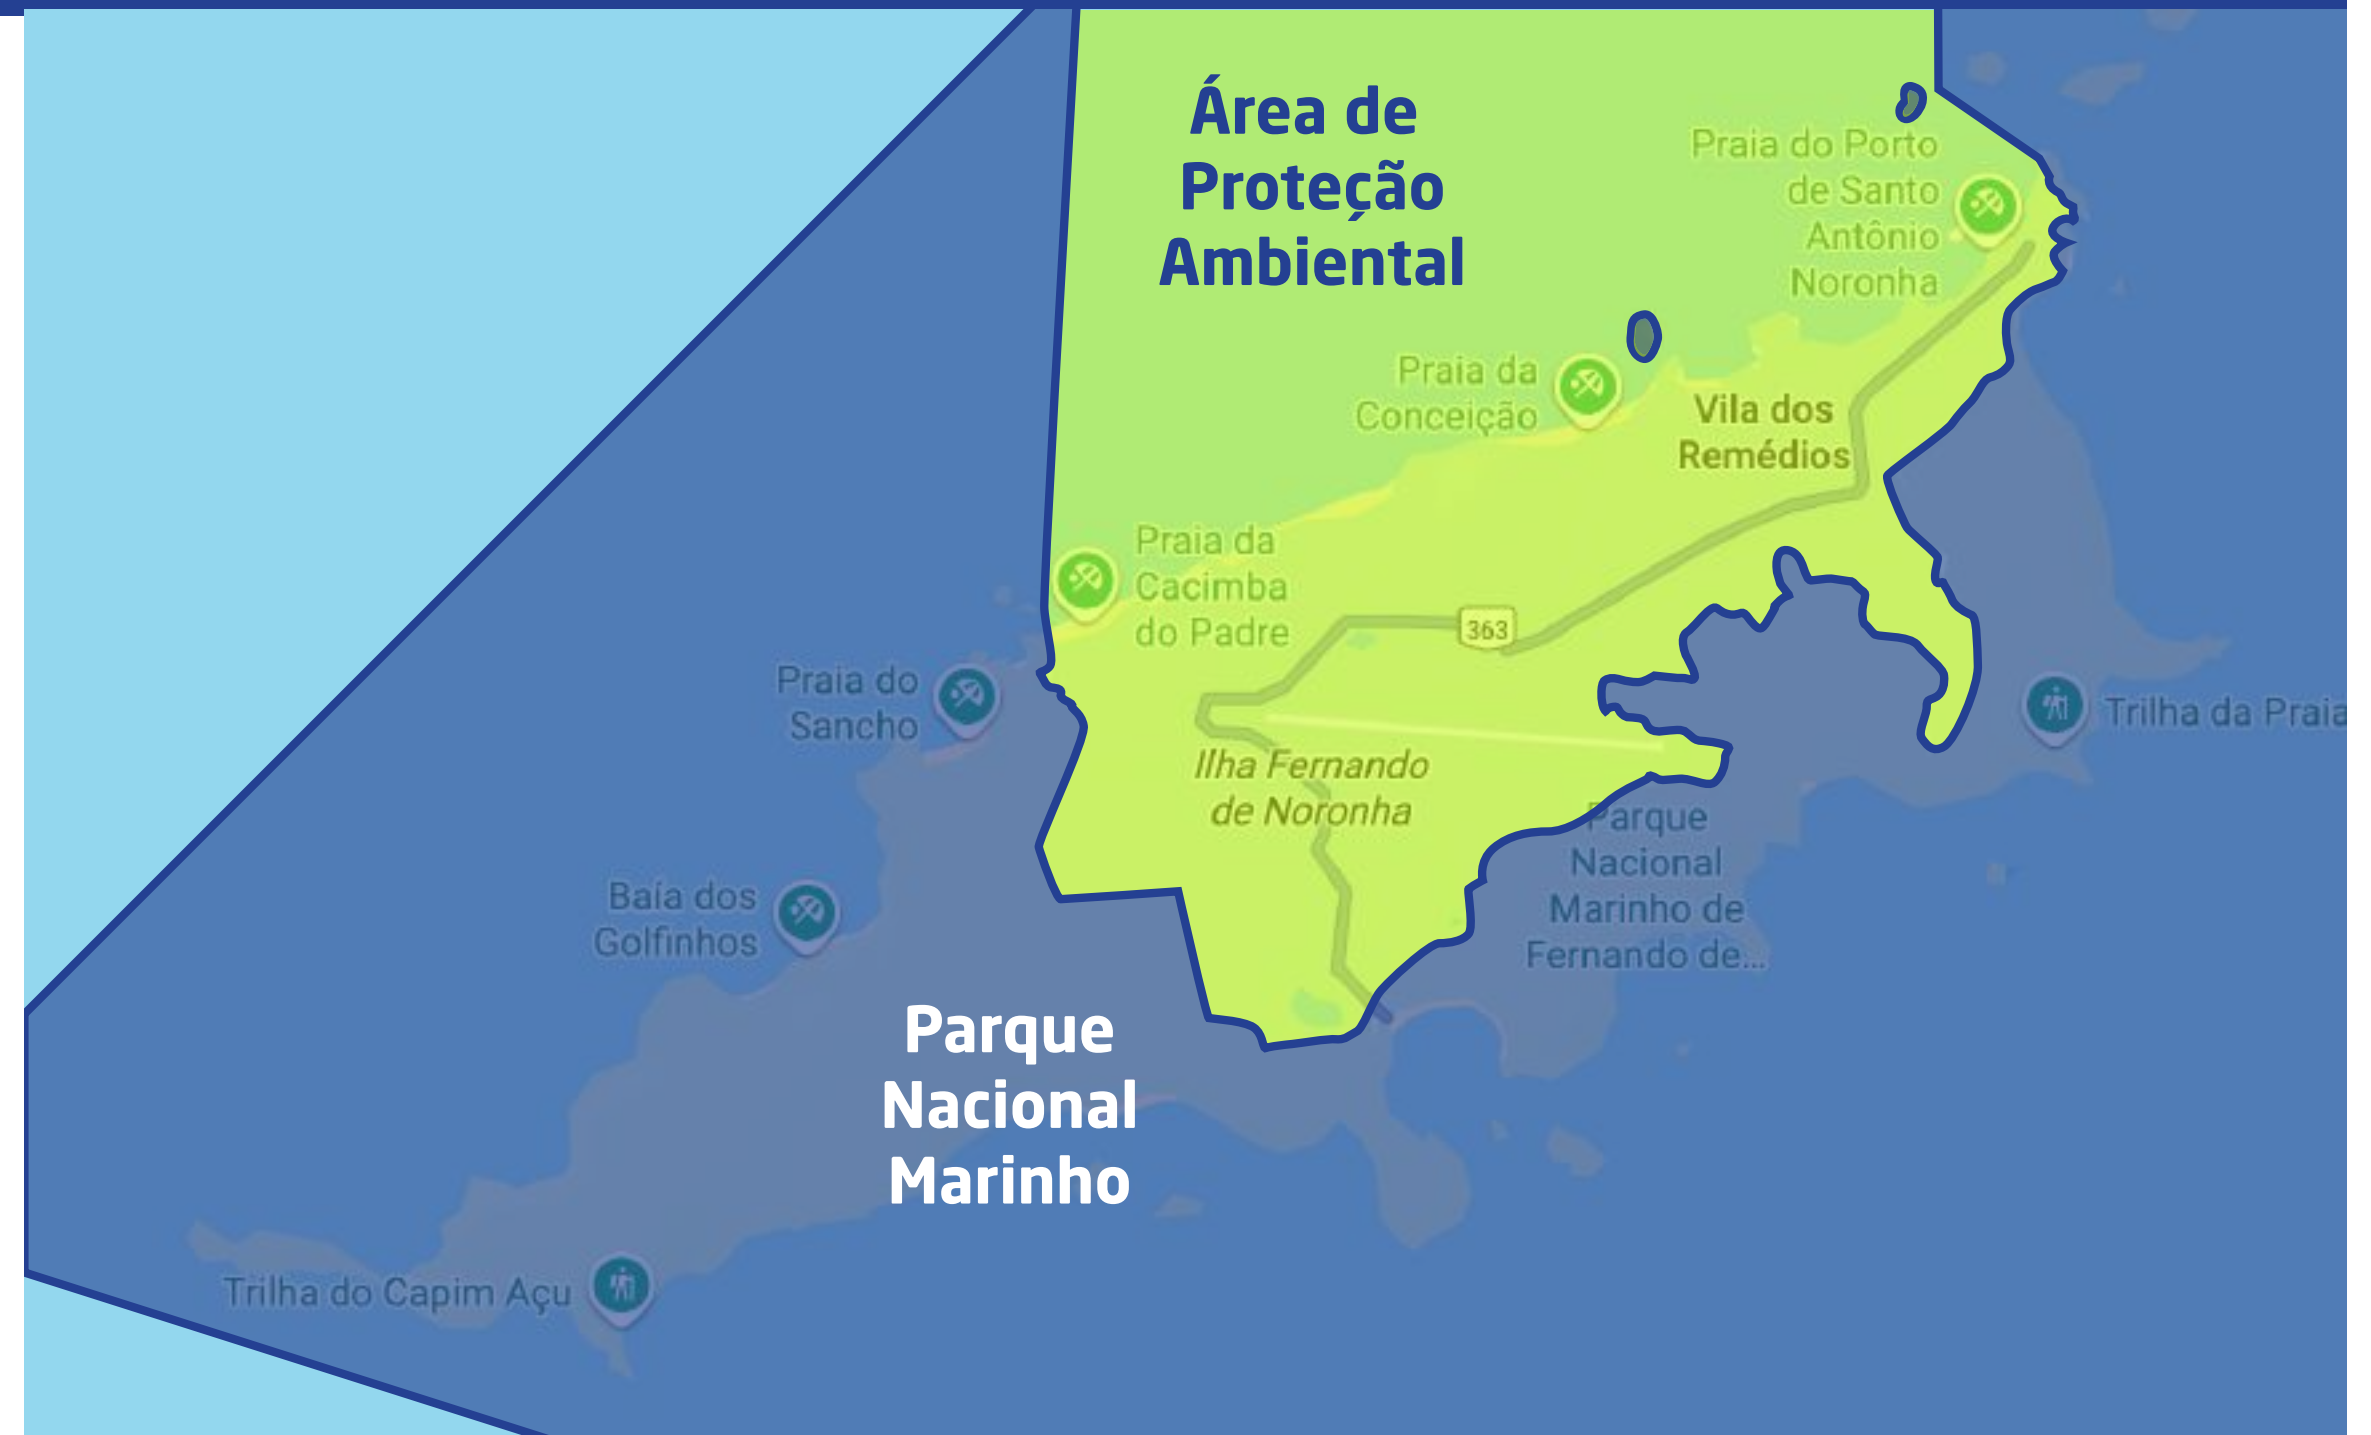 Área de
Proteção
Ambiental
Praia do Porto
de Santo
Antônio
Noronha
Praia da
Conceição
Vila dos
Remédios
Praia da
Cacimba
do Padre
363
Praia do
Sancho
Trilha da Praia
Ilha Fernando
de Noronha
Parque
Nacional
Marinho de
Fernando de...
Baía dos
Golfinhos
Parque
Nacional
Marinho
Trilha do Capim Açu